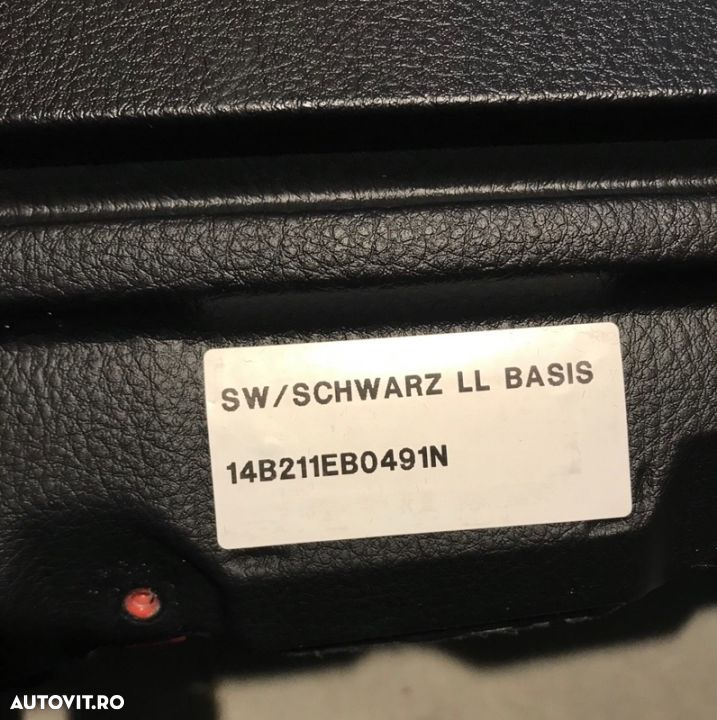 SW/SCHWARZ LL BASIS
14B211EB0491N
AUTOVIT.RO